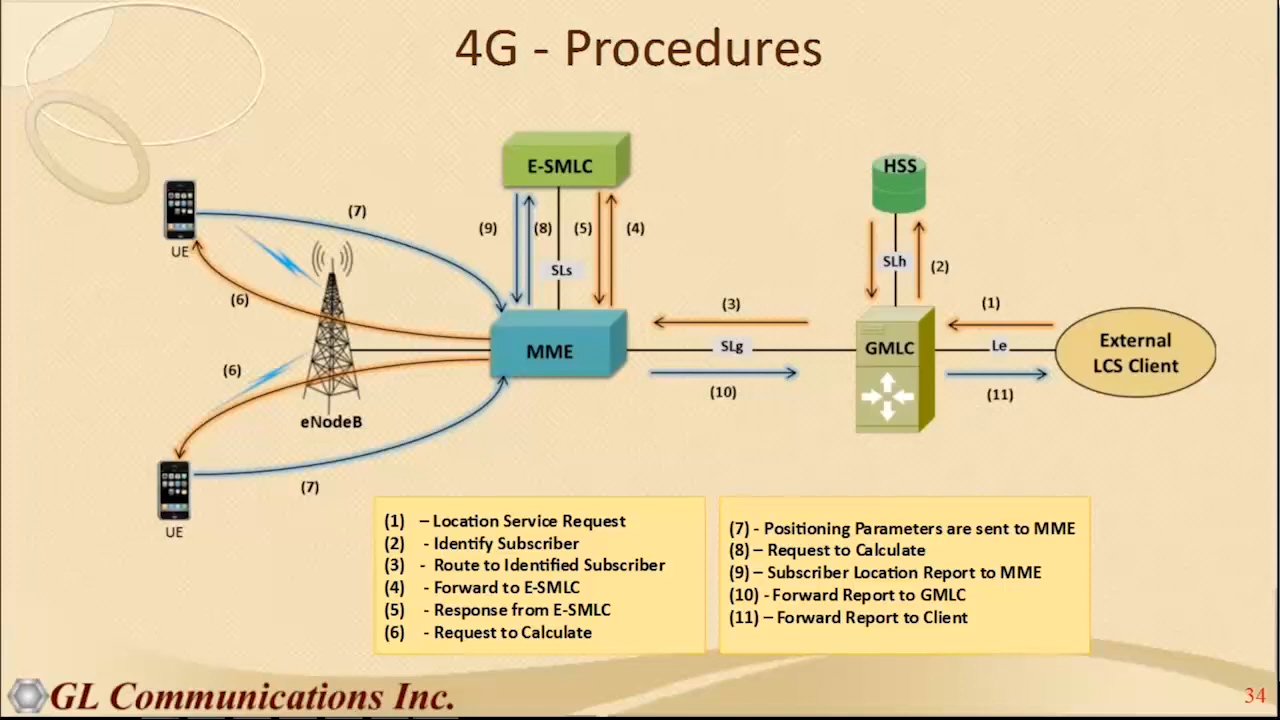 4G - Procedures
E-SMLC
HSS
(7)
(9)
(8)
(5)
(4)
UE
SLs
SLh
(2)
(6)
(3)
(1)
MME
SLg
GMLC
Le
External
LCS Client
(6)
(10)
(11)
eNodeB
(7)
UE
(1) – Location Service Request
(2) - Identify Subscriber
(3) - Route to Identified Subscriber
(4) - Forward to E-SMLC
(5) - Response from E-SMLC
(6) - Request to Calculate
(7) - Positioning Parameters are sent to MME
(8) – Request to Calculate
(9) – Subscriber Location Report to MME
(10) - Forward Report to GMLC
(11) – Forward Report to Client
GL Communications Inc.
34